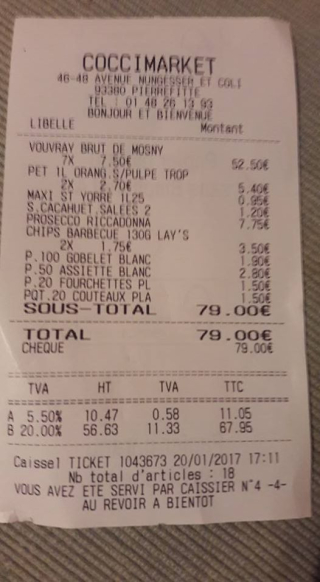 COCCIMARKET
46-48 AVENUE NUNGESSER ET COLI
93380 PIERREFITTE
TEL : 01 48 26 13 93
BONJOUR ET BIENVENUE
LIBELLE Montant
VOUVRAY BRUT DE MOSNY
7X 7.50€ 52.50€
PET 1L ORANG.S/PULPE TROP
2X 2.70€ 5.40€
MAXI ST YORRE 1L25 0.95€
S.CACAHUET.SALEES 2 1.20€
PROSECCO RICCADONNA 7.75€
CHIPS BARBECUE 130G LAY'S
2X 1.75€ 3.50€
P.100 GOBELET BLANC 1.90€
P.50 ASSIETTE BLANC 2.80€
P.20 FOURCHETTES PL 1.50€
PQT.20 COUTEAUX PLA 1.50€
SOUS-TOTAL 79.00€
TOTAL 79.00€
CHEQUE 79.00€
TVA HT TVA TTC
A 5.50% 10.47 0.58 11.05
B 20.00% 56.63 11.33 67.95
Caisse1 TICKET 1043673 20/01/2017 17:11
Nb total d'articles : 18
VOUS AVEZ ETE SERVI PAR CAISSIER N°4 -4-
AU REVOIR A BIENTOT